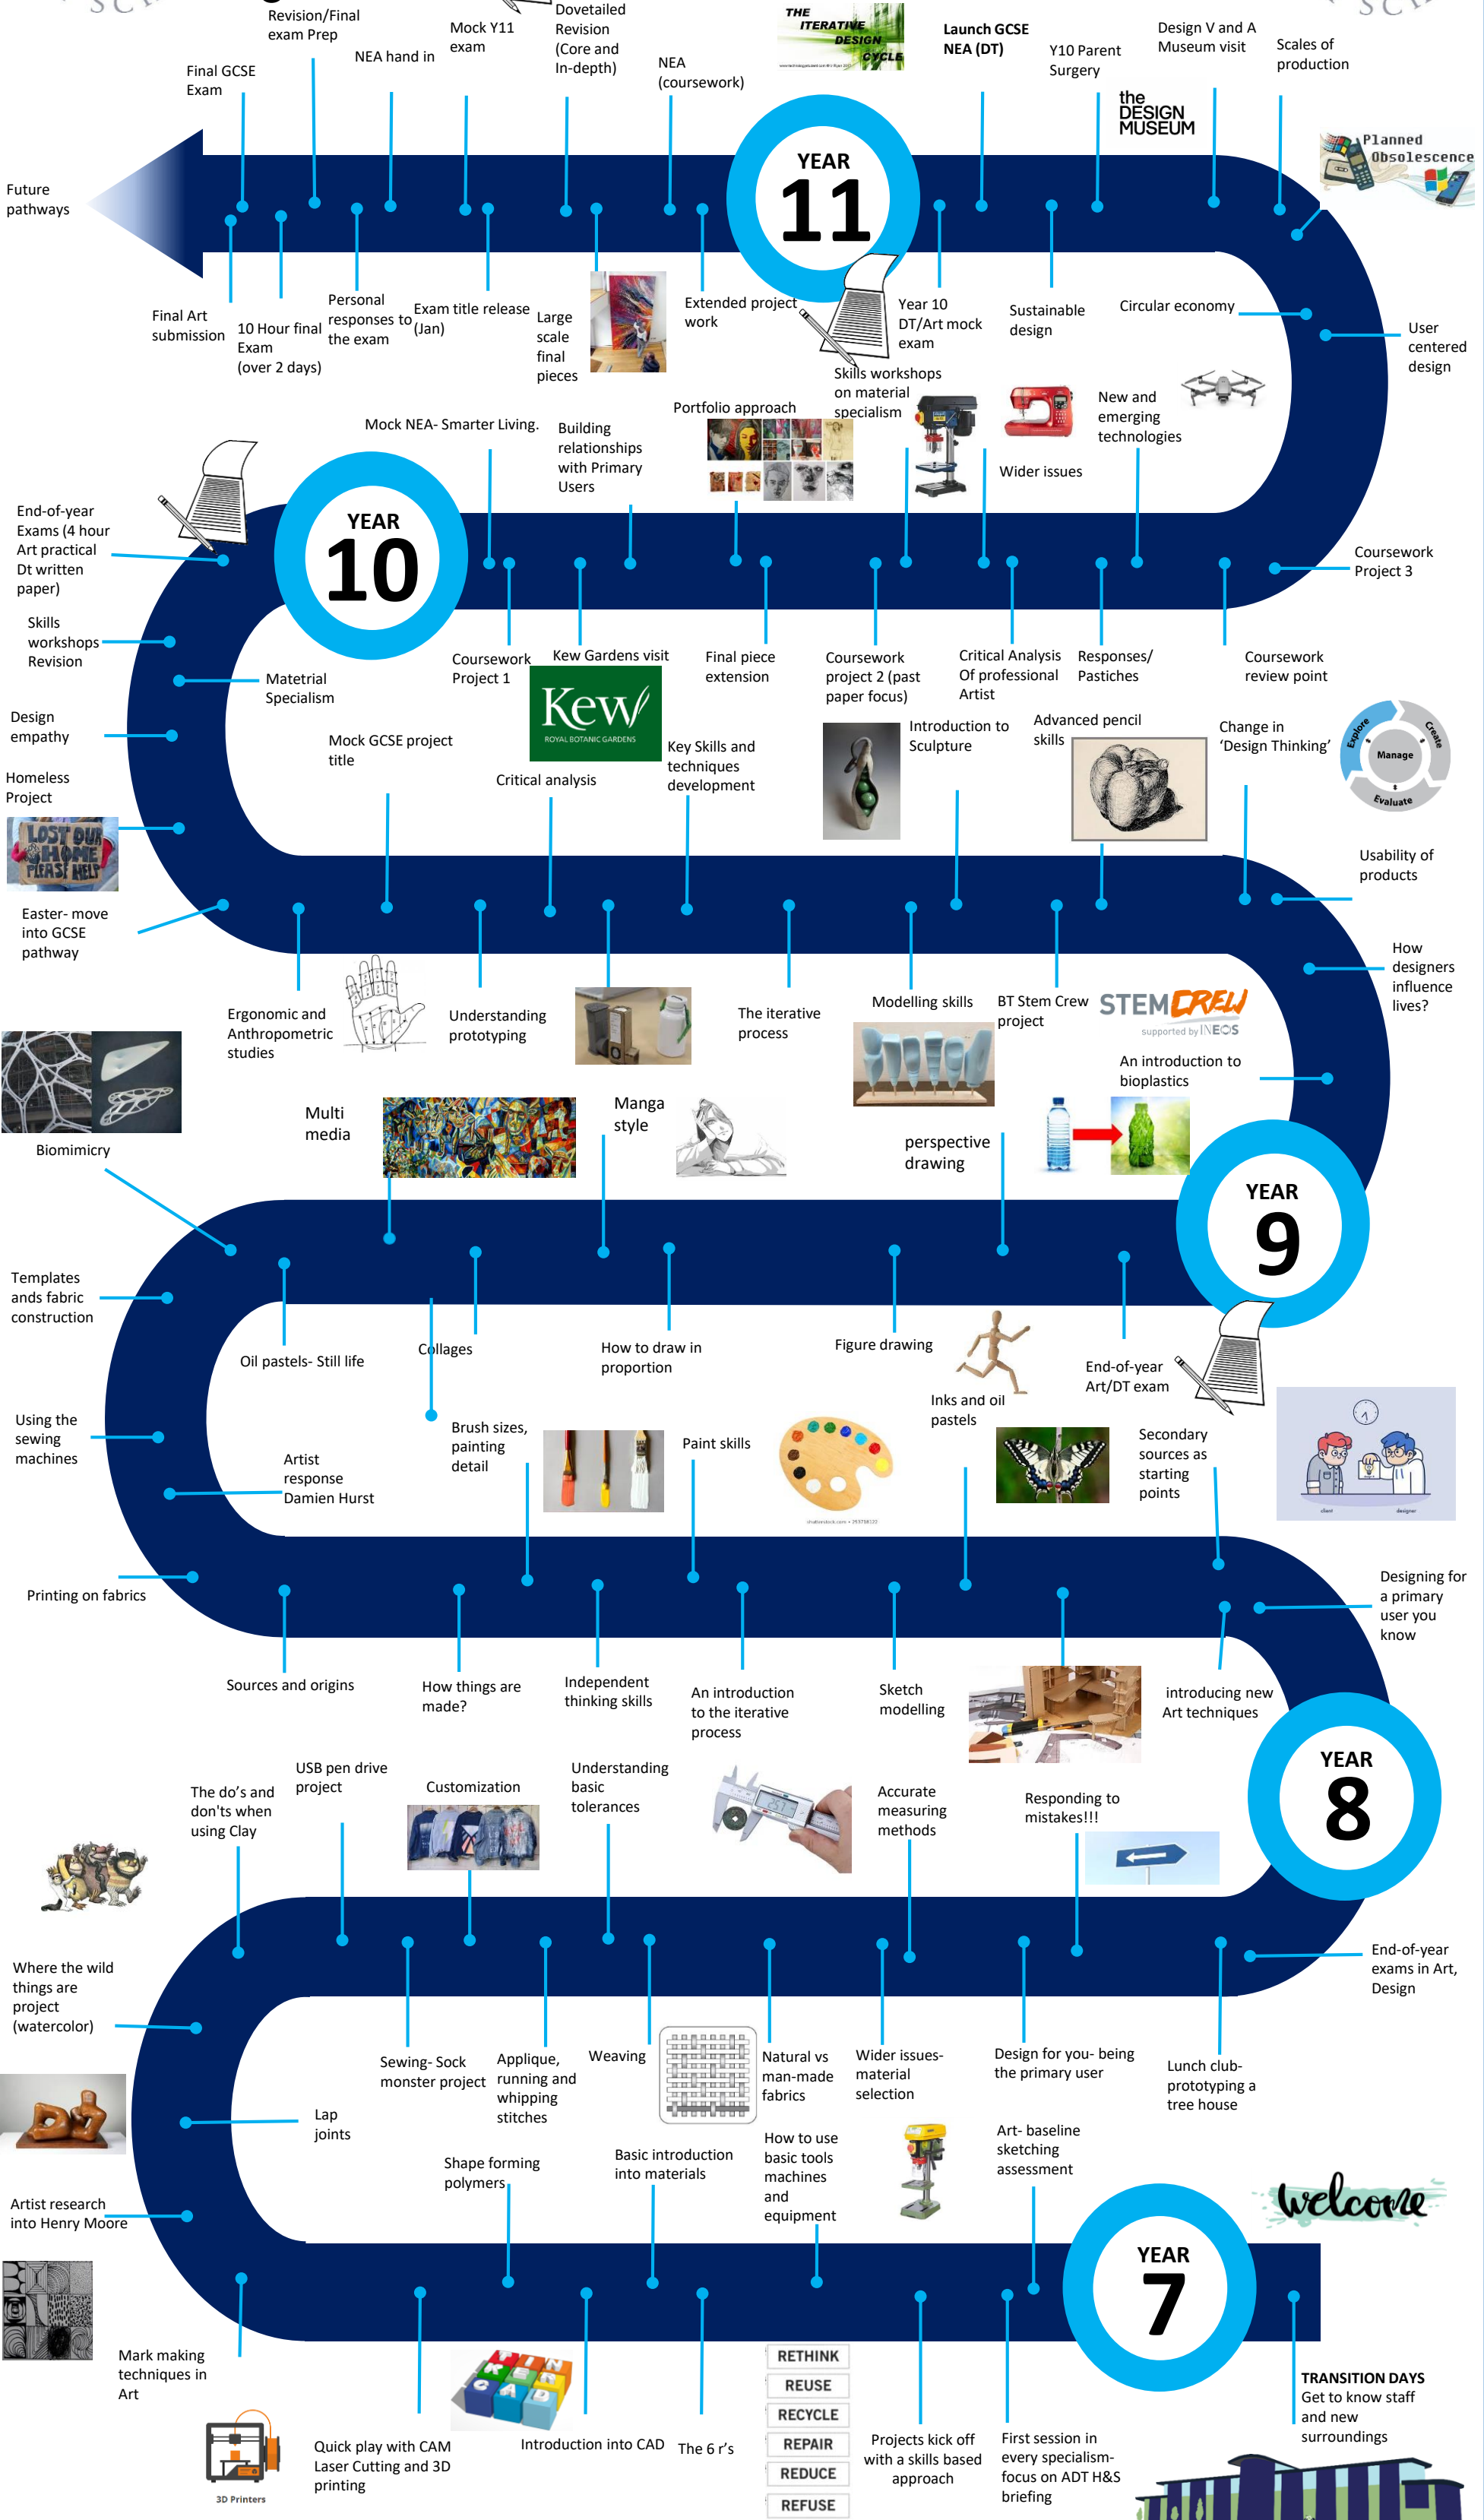 SC
SC
Revision/Final
exam Prep
Final GCSE
Exam
NEA hand in
Mock Y11
exam
Dovetailed
Revision
(Core and
In-depth)
NEA
(coursework)
THE
ITERATIVE
DESIGN
CYCLE
Launch GCSE
NEA (DT)
Y10 Parent
Surgery
the
DESIGN
MUSEUM
Design V and A
Museum visit
Scales of
production
Planned
Obsolescence
Future
pathways
YEAR
11
Final Art
submission
10 Hour final
Exam
(over 2 days)
Personal
responses to
the exam
Exam title release
(Jan)
Large
scale
final
pieces
Extended project
work
Year 10
DT/Art mock
exam
Sustainable
design
Circular economy
User
centered
design
Mock NEA- Smarter Living.
Building
relationships
with Primary
Users
Portfolio approach
Skills workshops
on material
specialism
Wider issues
New and
emerging
technologies
YEAR
10
End-of-year
Exams (4 hour
Art practical
Dt written
paper)
Coursework
Project 3
Skills
workshops
Revision
Matetrial
Specialism
Coursework
Project 1
Kew Gardens visit
Kew
ROYAL BOTANIC GARDENS
Final piece
extension
Coursework
project 2 (past
paper focus)
Critical Analysis
Of professional
Artist
Responses/
Pastiches
Coursework
review point
Design
empathy
Homeless
Project
LOST OUR
HOME
PLEASE HELP
Mock GCSE project
title
Critical analysis
Key Skills and
techniques
development
Introduction to
Sculpture
Advanced pencil
skills
Change in
‘Design Thinking’
Explore
Create
Manage
Evaluate
Usability of
products
Easter- move
into GCSE
pathway
How
designers
influence
lives?
Ergonomic and
Anthropometric
studies
Understanding
prototyping
The iterative
process
Modelling skills
BT Stem Crew
project
STEM CREW
supported by INEOS
An introduction to
bioplastics
Biomimicry
Multi
media
Manga
style
perspective
drawing
YEAR
9
Templates
ands fabric
construction
Oil pastels- Still life
Collages
How to draw in
proportion
Figure drawing
End-of-year
Art/DT exam
Using the
sewing
machines
Artist
response
Damien Hurst
Brush sizes,
painting
detail
Paint skills
shutterstock.com • 253758322
Inks and oil
pastels
Secondary
sources as
starting
points
client
designer
Printing on fabrics
Designing for
a primary
user you
know
Sources and origins
How things are
made?
Independent
thinking skills
An introduction
to the iterative
process
Sketch
modelling
introducing new
Art techniques
YEAR
8
The do’s and
don'ts when
using Clay
USB pen drive
project
Customization
Understanding
basic
tolerances
Accurate
measuring
methods
Responding to
mistakes!!!
End-of-year
exams in Art,
Design
Where the wild
things are
project
(watercolor)
Sewing- Sock
monster project
Applique,
running and
whipping
stitches
Weaving
Natural vs
man-made
fabrics
Wider issues-
material
selection
Design for you- being
the primary user
Lunch club-
prototyping a
tree house
Lap
joints
Artist research
into Henry Moore
Shape forming
polymers
Basic introduction
into materials
How to use
basic tools
machines
and
equipment
Art- baseline
sketching
assessment
welcome
YEAR
7
Mark making
techniques in
Art
3D Printers
Quick play with CAM
Laser Cutting and 3D
printing
TIN
KER
CAD
Introduction into CAD
The 6 r’s
RETHINK
REUSE
RECYCLE
REPAIR
REDUCE
REFUSE
Projects kick off
with a skills based
approach
First session in
every specialism-
focus on ADT H&S
briefing
TRANSITION DAYS
Get to know staff
and new
surroundings